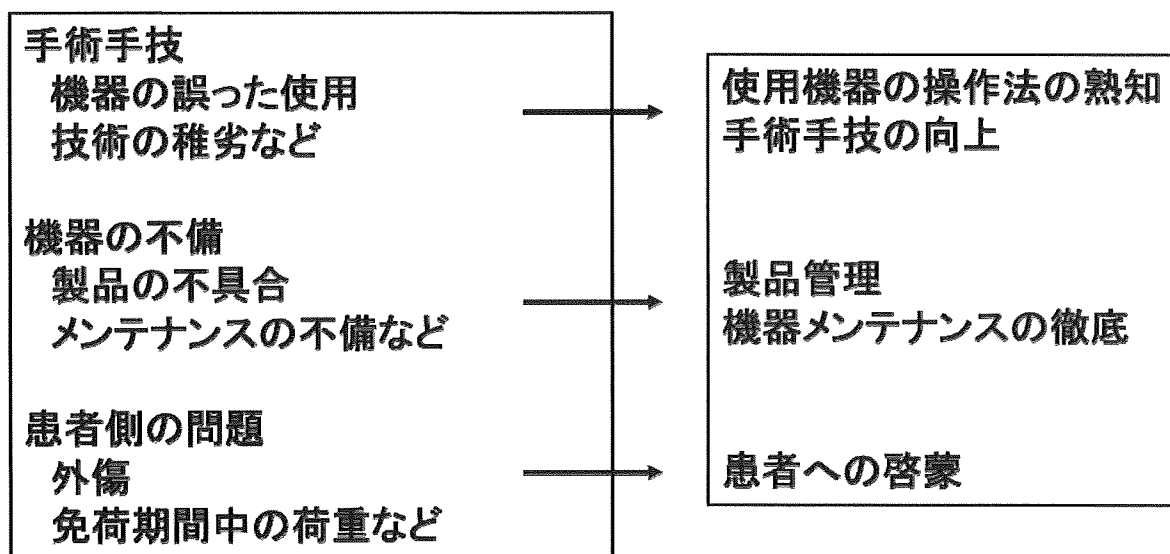 手術手技
機器の誤った使用
技術の稚劣など
機器の不備
製品の不具合
メンテナンスの不備など
患者側の問題
外傷
免荷期間中の荷重など
使用機器の操作法の熟知
手術手技の向上
製品管理
機器メンテナンスの徹底
患者への啓蒙